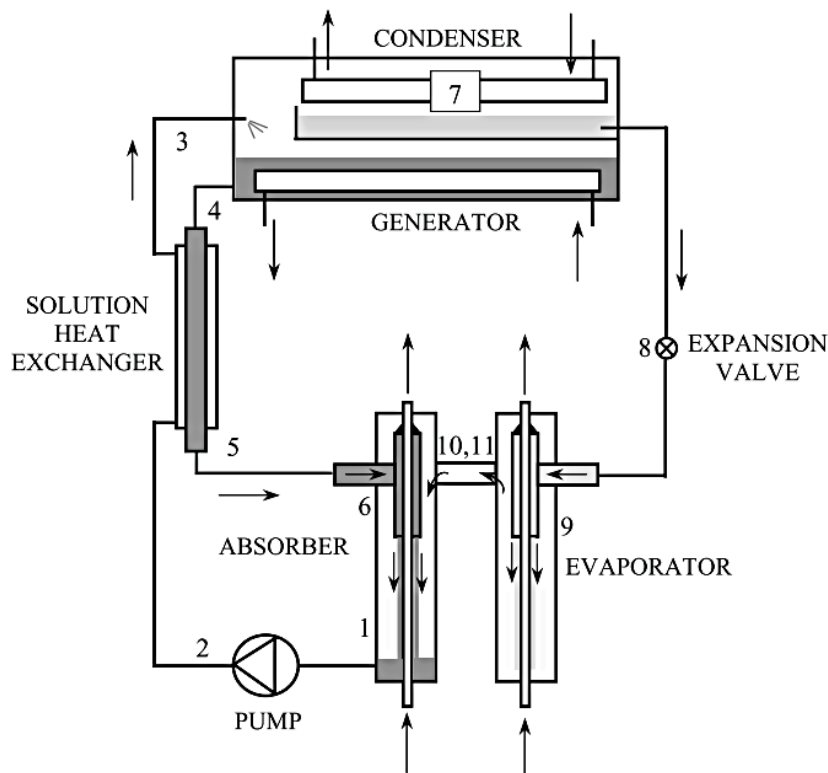 CONDENSER
7
3
4
GENERATOR
SOLUTION
HEAT
EXCHANGER
8
EXPANSION
VALVE
5
10,11
6
9
ABSORBER
EVAPORATOR
1
2
PUMP